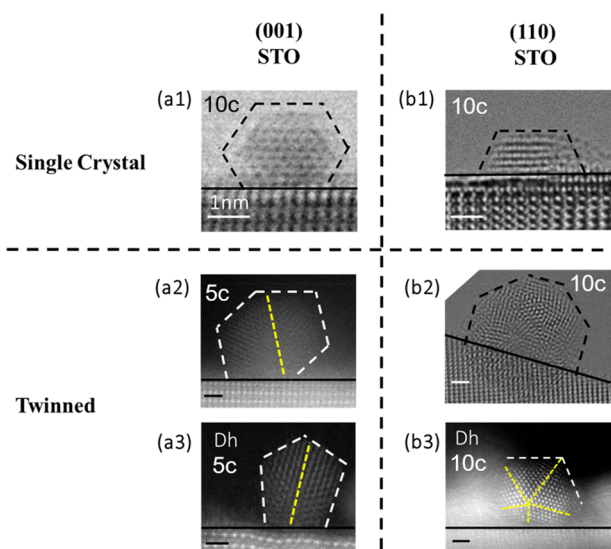 (001)
STO
(110)
STO
Single Crystal
(a1)
10c
1nm
(b1)
10c
Twinned
(a2)
5c
(b2)
10c
(a3)
Dh
5c
(b3)
Dh
10c